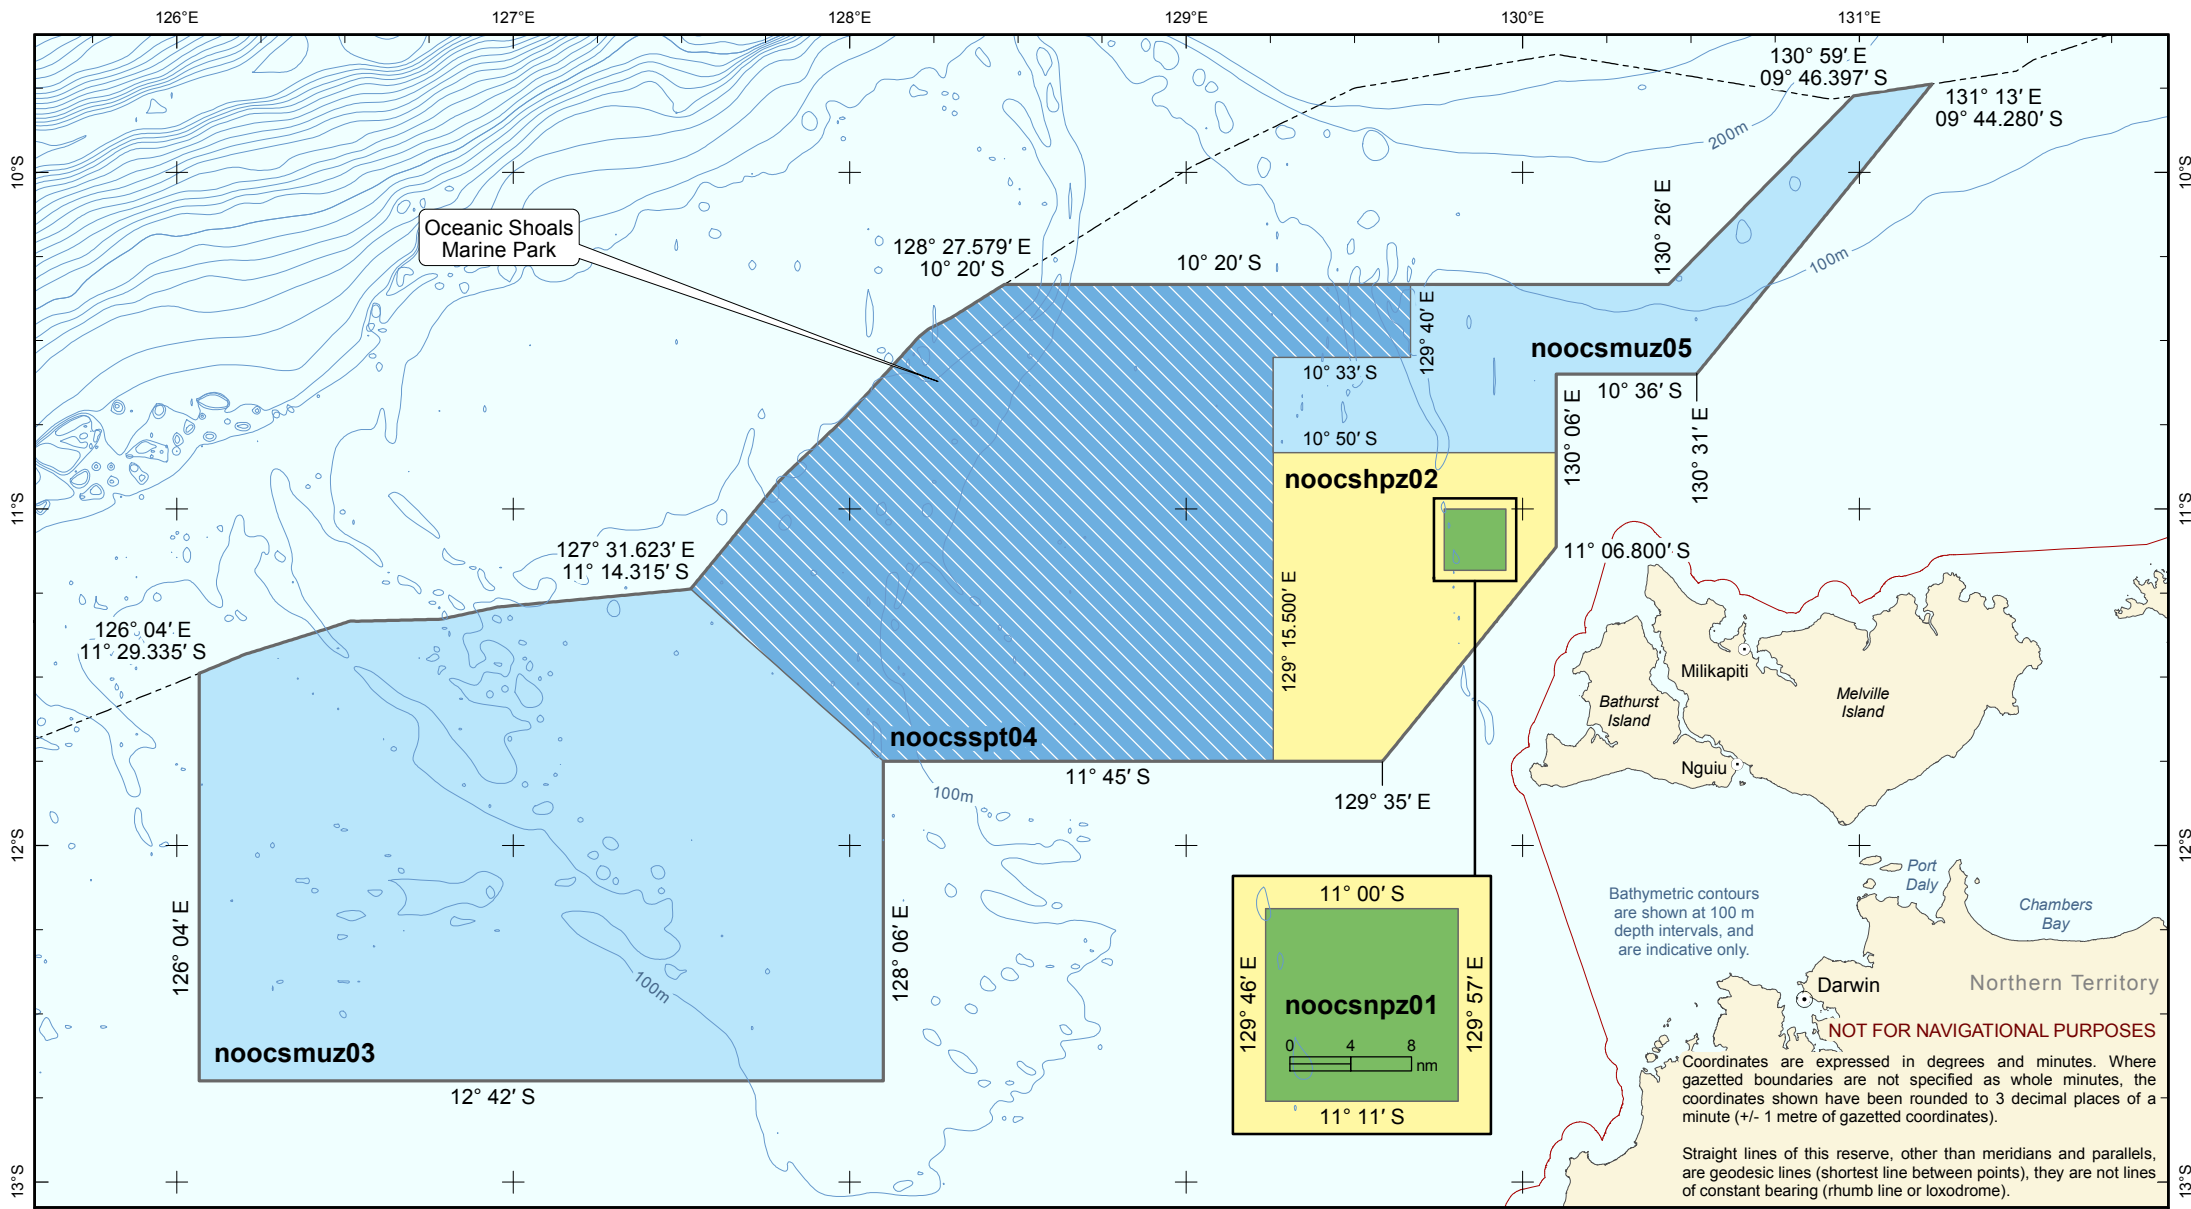 126°E
127°E
128°E
129°E
130°E
131°E
130° 59′ E
09° 46.397′ S
131° 13′ E
09° 44.280′ S
200m
10°S
10°S
130° 26′ E
Oceanic Shoals
Marine Park
128° 27.579′ E
10° 20′ S
10° 20′ S
100m
129° 40′ E
noocsmuz05
10° 33′ S
10° 36′ S
130° 06′ E
130° 31′ E
10° 50′ S
noocshpz02
11°S
11°S
127° 31.623′ E
11° 14.315′ S
11° 06.800′ S
129° 15.500′ E
126° 04′ E
11° 29.335′ S
Milikapiti
Melville
Island
Bathurst
Island
noocsspt04
Nguiu
11° 45′ S
100m
129° 35′ E
12°S
12°S
Port
Daly
11° 00′ S
Bathymetric contours
are shown at 100 m
depth intervals, and
are indicative only.
Chambers
Bay
126° 04′ E
128° 06′ E
100m
129° 46′ E
129° 57′ E
noocsnpz01
0 4 8
nm
11° 11′ S
Darwin
Northern Territory
noocsmuz03
12° 42′ S
NOT FOR NAVIGATIONAL PURPOSES
Coordinates are expressed in degrees and minutes. Where
gazetted boundaries are not specified as whole minutes, the
coordinates shown have been rounded to 3 decimal places of a
minute (+/- 1 metre of gazetted coordinates).
Straight lines of this reserve, other than meridians and parallels,
are geodesic lines (shortest line between points), they are not lines
of constant bearing (rhumb line or loxodrome).
13°S
13°S